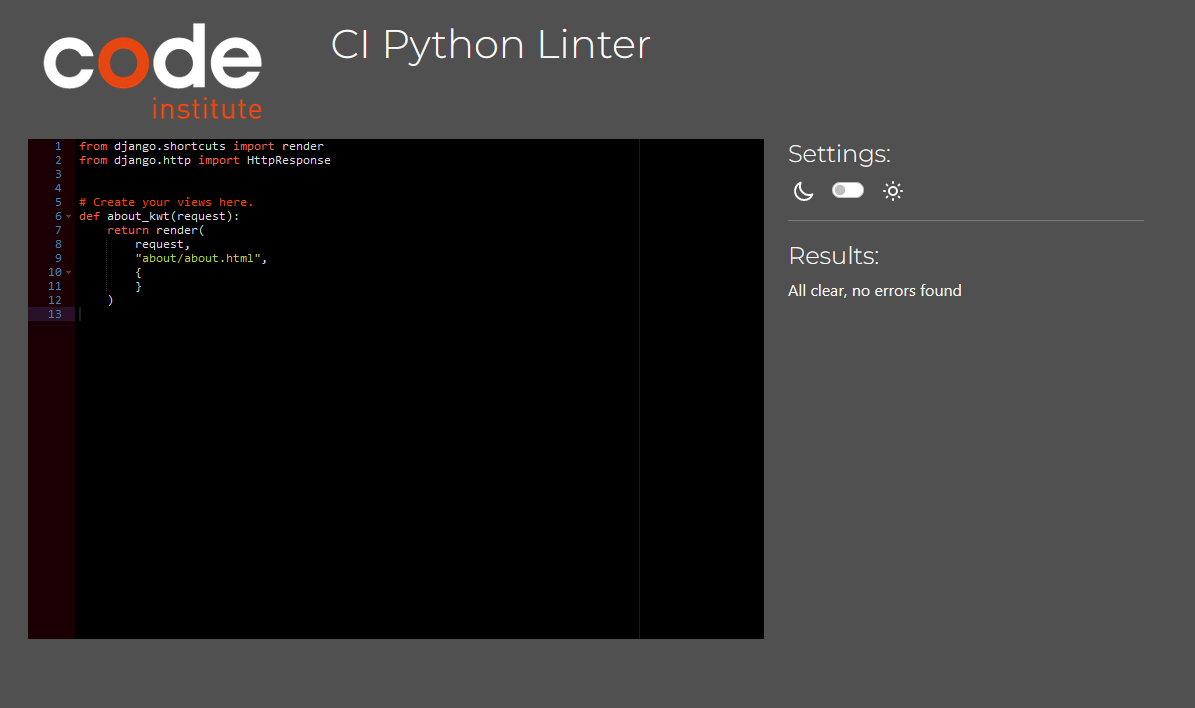 code
institute
CI Python Linter
1 from django.shortcuts import render
2 from django.http import HttpResponse
3
4
5 # Create your views here.
6 def about_kwt(request):
7     return render(
8         request,
9         "about/about.html",
10         {
11         }
12     )
13
Settings:
Results:
All clear, no errors found